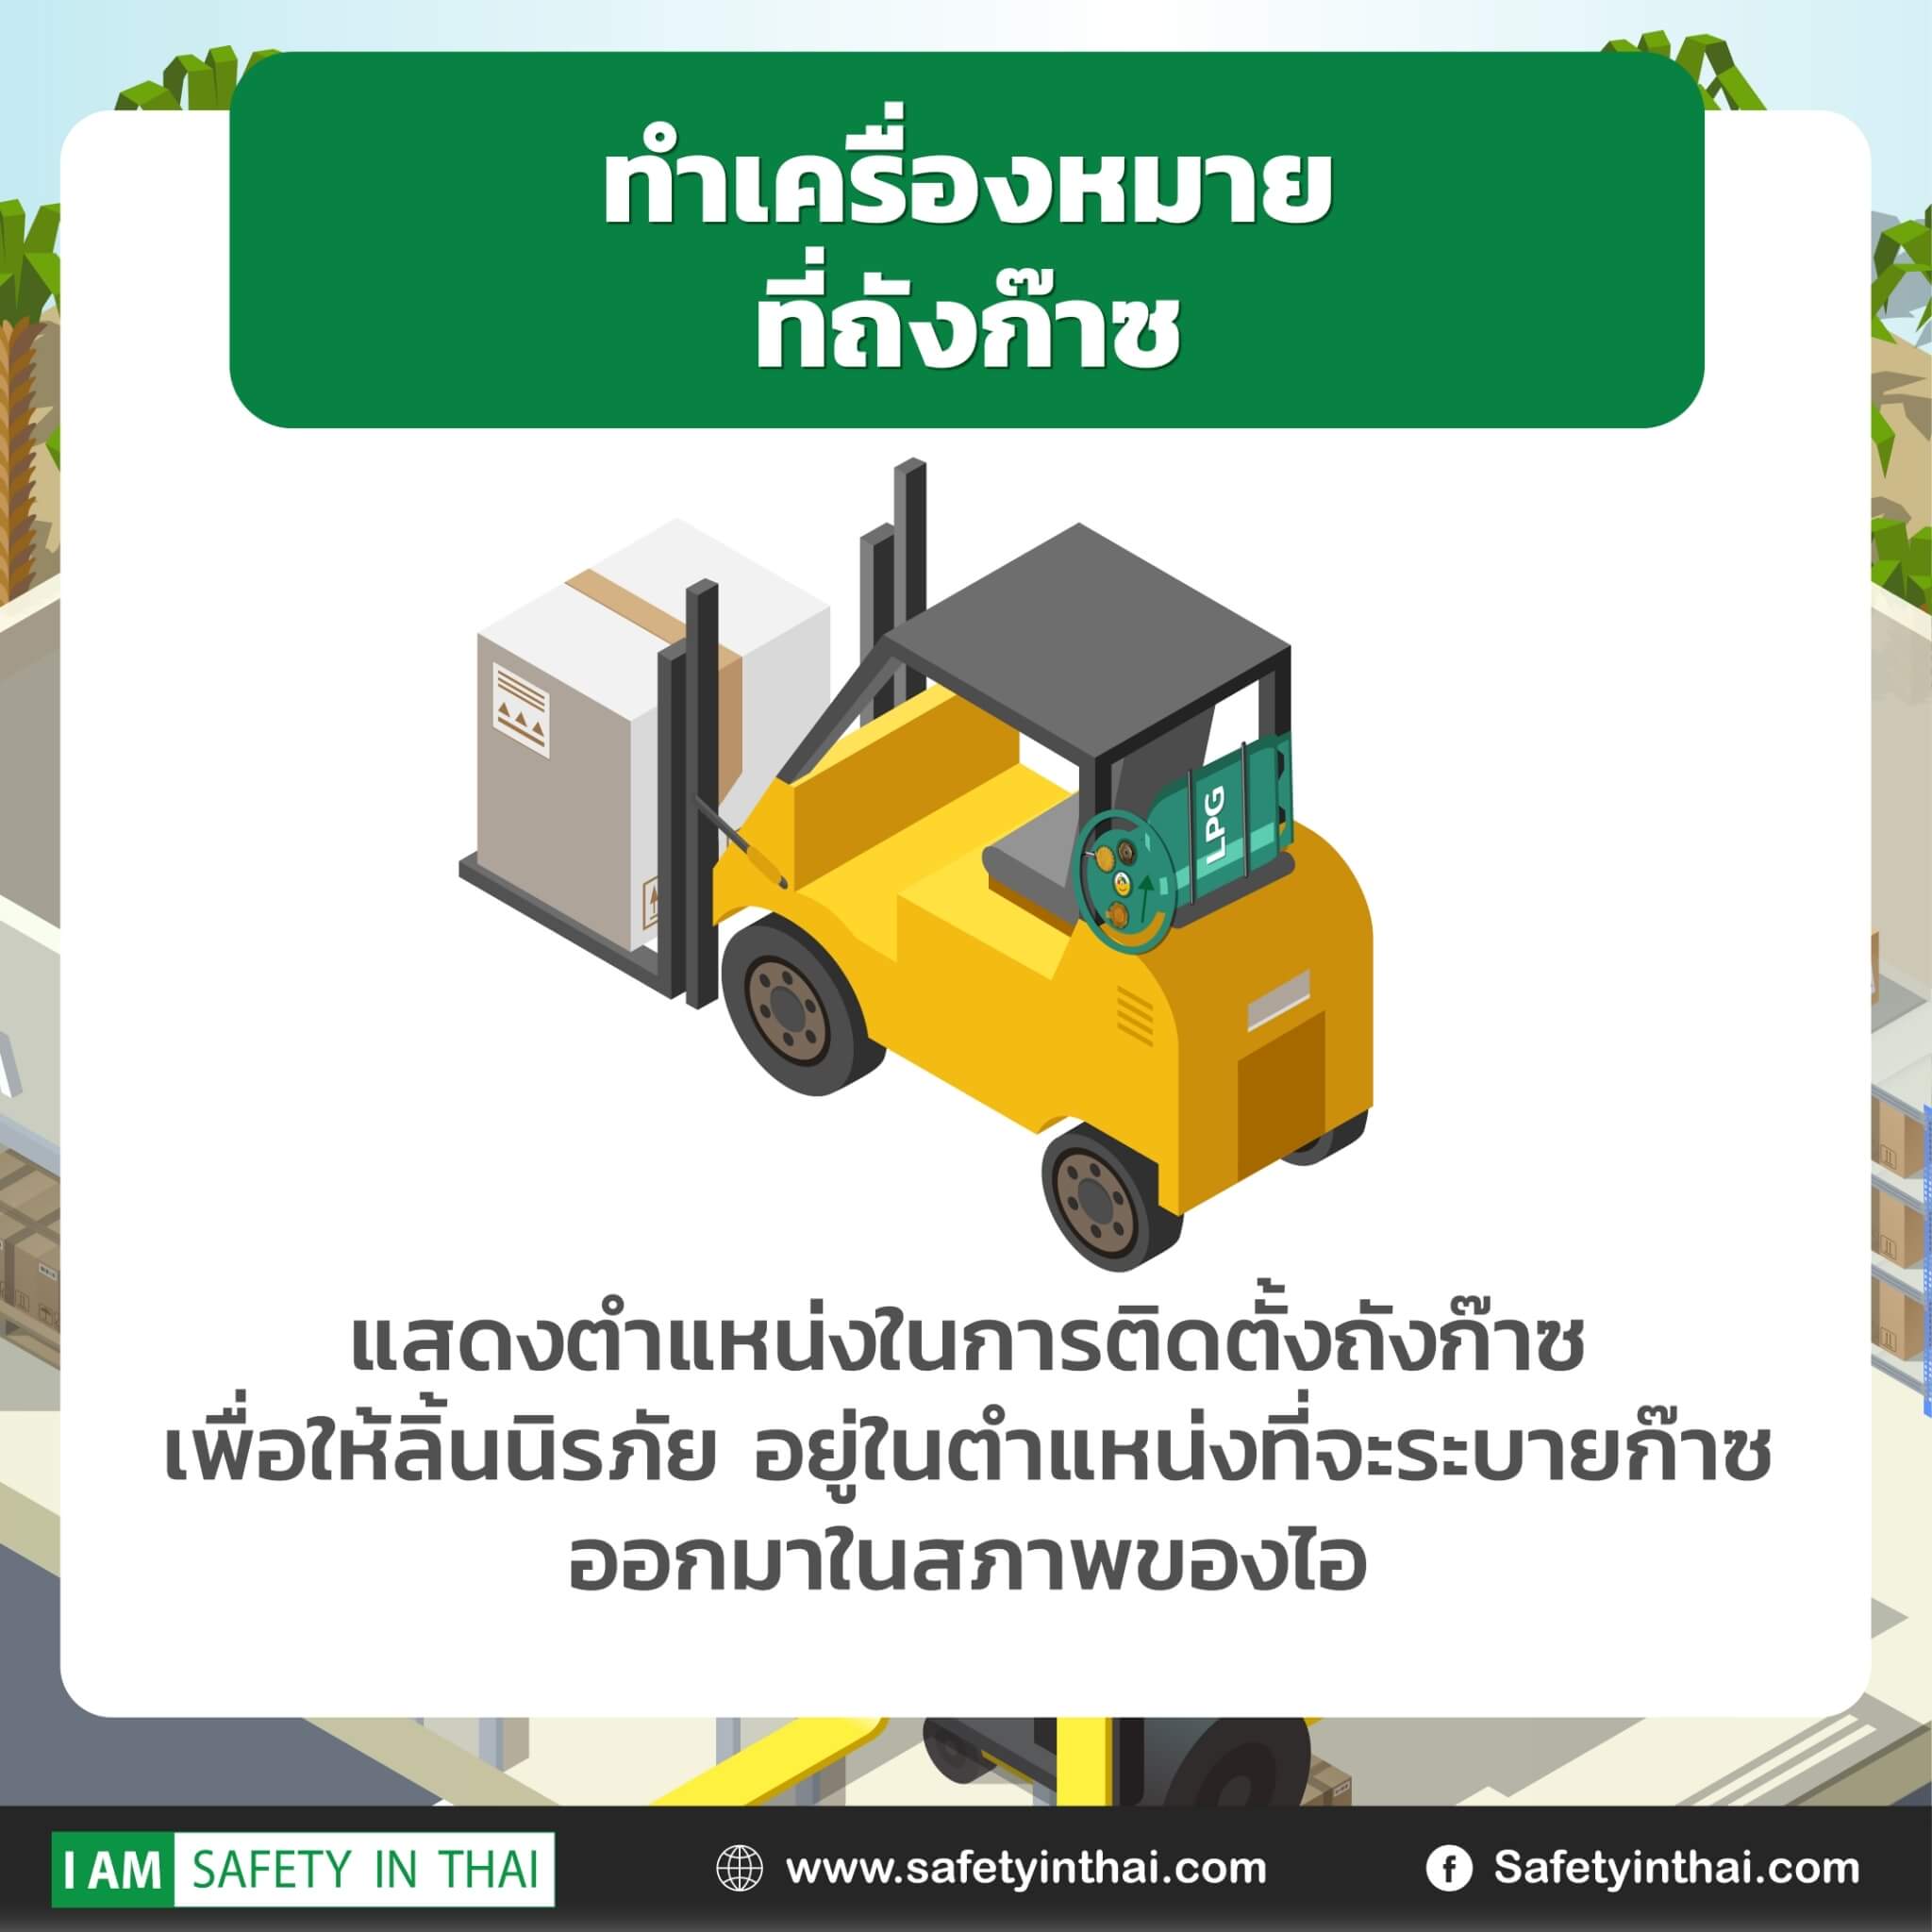 ทำเครื่องหมาย
ที่ถังก๊าซ
LPG
แสดงตำแหน่งในการติดตั้งถังก๊าซ
เพื่อให้ลิ้นนิรภัย อยู่ในตำแหน่งที่จะระบายก๊าซ
ออกมาในสภาพของไอ
I AM SAFETY IN THAI
www.safetyinthai.com
Safetyinthai.com